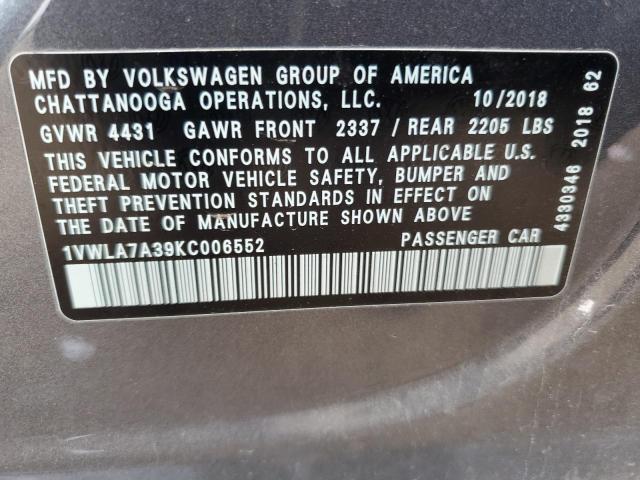 MFD BY VOLKSWAGEN GROUP OF AMERICA
CHATTANOOGA OPERATIONS, LLC. 10/2018
GVWR 4431 GAWR FRONT 2337 / REAR 2205 LBS
THIS VEHICLE CONFORMS TO ALL APPLICABLE U.S.
FEDERAL MOTOR VEHICLE SAFETY, BUMPER AND
THEFT PREVENTION STANDARDS IN EFFECT ON
THE DATE OF MANUFACTURE SHOWN ABOVE
1VWLA7A39KC006552 PASSENGER CAR
4390346 2018 62